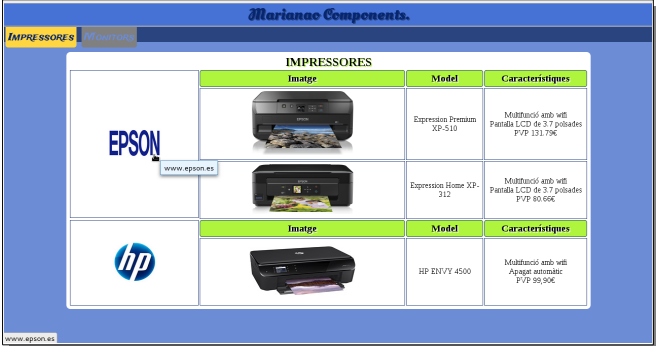 Marianao Components.
IMPRESSORES
MONITORS
IMPRESSORES
Imatge Model Característiques
EPSON
www.epson.es
EPSON
Expression Premium
XP-510
Multifunció amb wifi
Pantalla LCD de 3.7 polsades
PVP 131.79€
Expression Home XP-
312
Multifunció amb wifi
Pantalla LCD de 3.7 polsades
PVP 80.66€
hp
Imatge Model Característiques
HP ENVY 4500
Multifunció amb wifi
Apagat automàtic
PVP 99,90€
www.epson.es